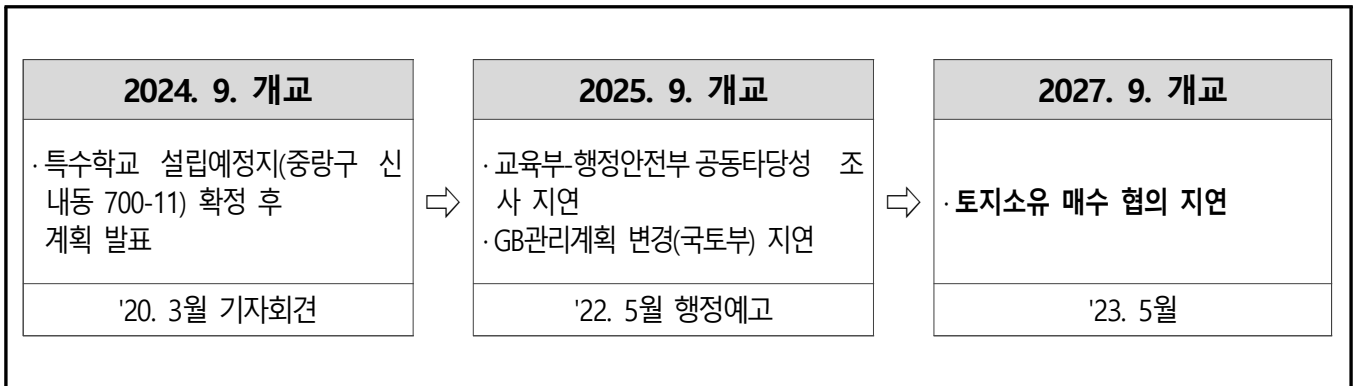 2024. 9. 개교
· 특수학교 설립예정지(중랑구 신
내동 700-11) 확정 후
계획 발표
'20. 3월 기자회견
⇨
2025. 9. 개교
· 교육부-행정안전부 공동타당성 조
사 지연
· GB관리계획 변경(국토부) 지연
'22. 5월 행정예고
⇨
2027. 9. 개교
· 토지소유 매수 협의 지연
'23. 5월